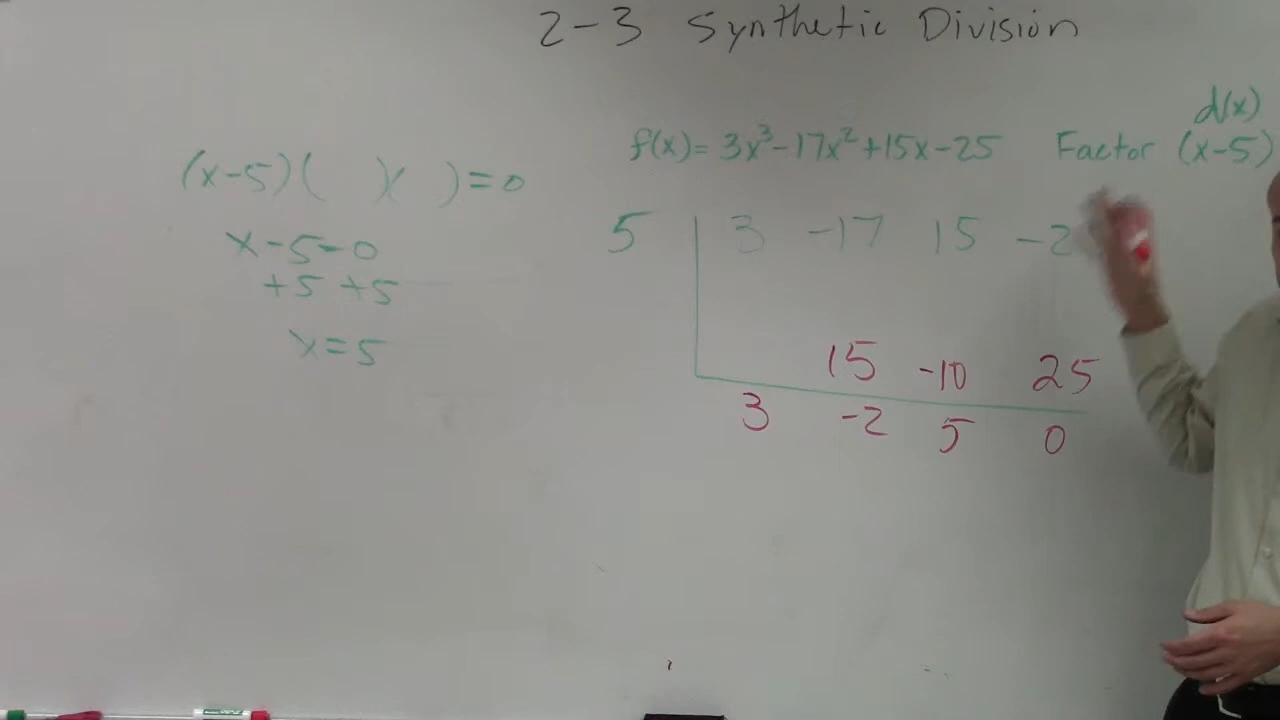 2-3 Synthetic Division
d(x)
f(x)= 3x³-17x²+15x-25 Factor (x-5)
(x-5)( )( )=0
x-5=0
+5 +5
x=5
5 3 -17 15 -2
15 -10 25
3 -2 5 0